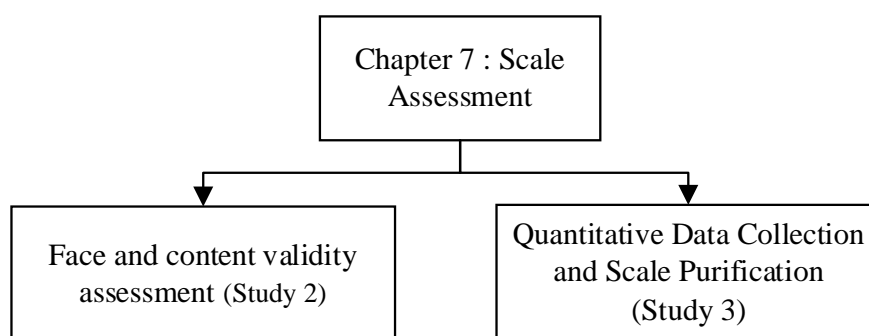 Chapter 7 : Scale
Assessment
Face and content validity
assessment (Study 2)
Quantitative Data Collection
and Scale Purification
(Study 3)